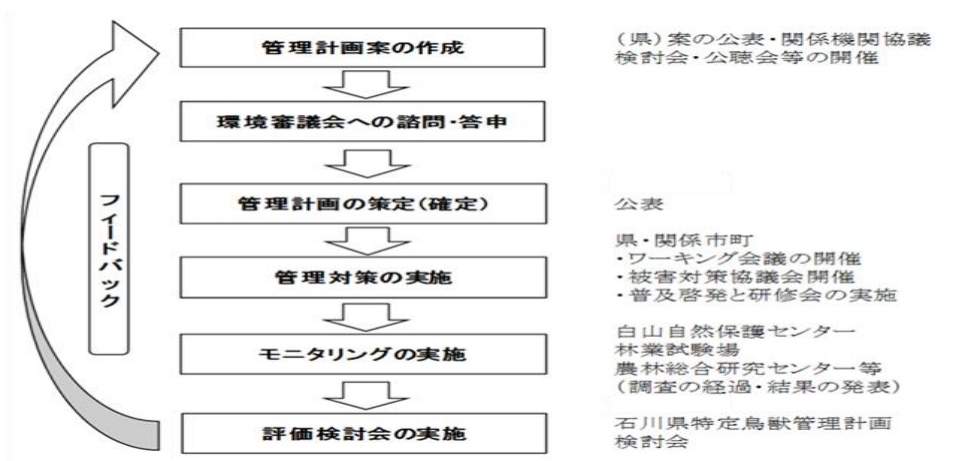 管理計画案の作成
(県)案の公表・関係機関協議
検討会・公聴会等の開催
環境審議会への諮問・答申
管理計画の策定(確定)
公表
フィードバック
管理対策の実施
県・関係市町
・ワーキング会議の開催
・被害対策協議会開催
・普及啓発と研修会の実施
モニタリングの実施
白山自然保護センター
林業試験場
農林総合研究センター等
(調査の経過・結果の発表)
評価検討会の実施
石川県特定鳥獣管理計画
検討会